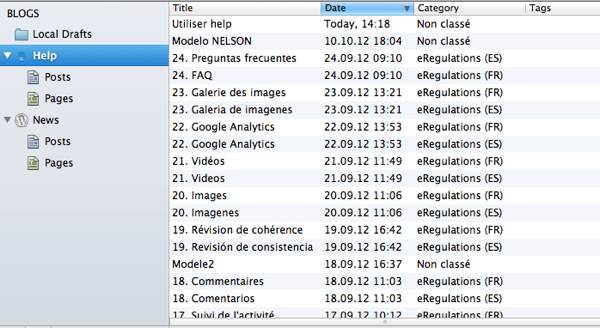 BLOGS
Local Drafts
Help
Posts
Pages
News
Posts
Pages
Title Date Category Tags
Utiliser help Today, 14:18 Non classé
Modelo NELSON 10.10.12 18:04 Non classé
24. Preguntas frecuentes 24.09.12 09:10 eRegulations (ES)
24. FAQ 24.09.12 09:10 eRegulations (FR)
23. Galerie des images 23.09.12 13:21 eRegulations (FR)
23. Galeria de imagenes 23.09.12 13:21 eRegulations (ES)
22. Google Analytics 22.09.12 13:53 eRegulations (FR)
22. Google Analytics 22.09.12 13:53 eRegulations (ES)
21. Vidéos 21.09.12 11:49 eRegulations (FR)
21. Videos 21.09.12 11:49 eRegulations (ES)
20. Images 20.09.12 11:06 eRegulations (FR)
20. Imagenes 20.09.12 11:06 eRegulations (ES)
19. Révision de cohérence 19.09.12 16:42 eRegulations (FR)
19. Revisión de consistencia 19.09.12 16:42 eRegulations (ES)
Modele2 18.09.12 16:37 Non classé
18. Commentaires 18.09.12 11:03 eRegulations (FR)
18. Comentarios 18.09.12 11:03 eRegulations (ES)
17. Suivi de l'activité 17.09.12 10:12 eRegulations (FR)